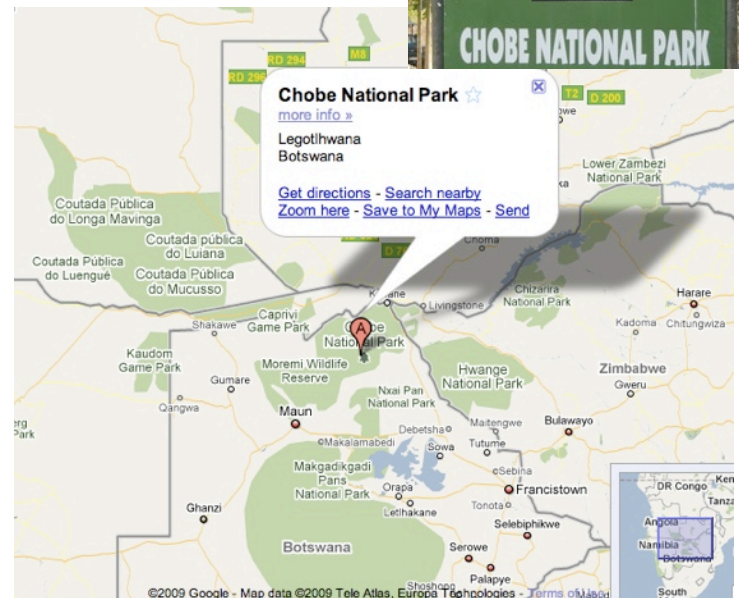 CHOBE NATIONAL PARK
RD 294
M8
RD 296
T2
D 200
Chobe National Park
more info »
Legotlhwana
Botswana
Get directions - Search nearby
Zoom here - Save to My Maps - Send
Lower Zambezi
National Park
Coutada Pública
do Longa Mavinga
Coutada pública
do Luiana
Coutada Pública
do Luengué
Coutada Pública
do Mucusso
Choma
Chizarira
National Park
Harare
Livingstone
Caprivi
Game Park
Shakawe
A
National Park
Kadoma
Chitungwiza
Kaudom
Game Park
Moremi Wildlife
Reserve
Hwange
National Park
Zimbabwe
Gumare
Gweru
Nxai Pan
National Park
Qangwa
Maun
Debetsha
Maitengwe
Bulawayo
Makalamabedi
Sowa
Tutume
Makgadikgadi
Pans
National Park
Sebina
Orapa
Francistown
Letlhakane
Tonota
Ghanzi
Selebiphikwe
Botswana
Serowe
Palapye
Shoshong
DR Congo
Angola
Namibia
Botswana
South
©2009 Google - Map data ©2009 Tele Atlas, Europa Technologies - Terms of Use